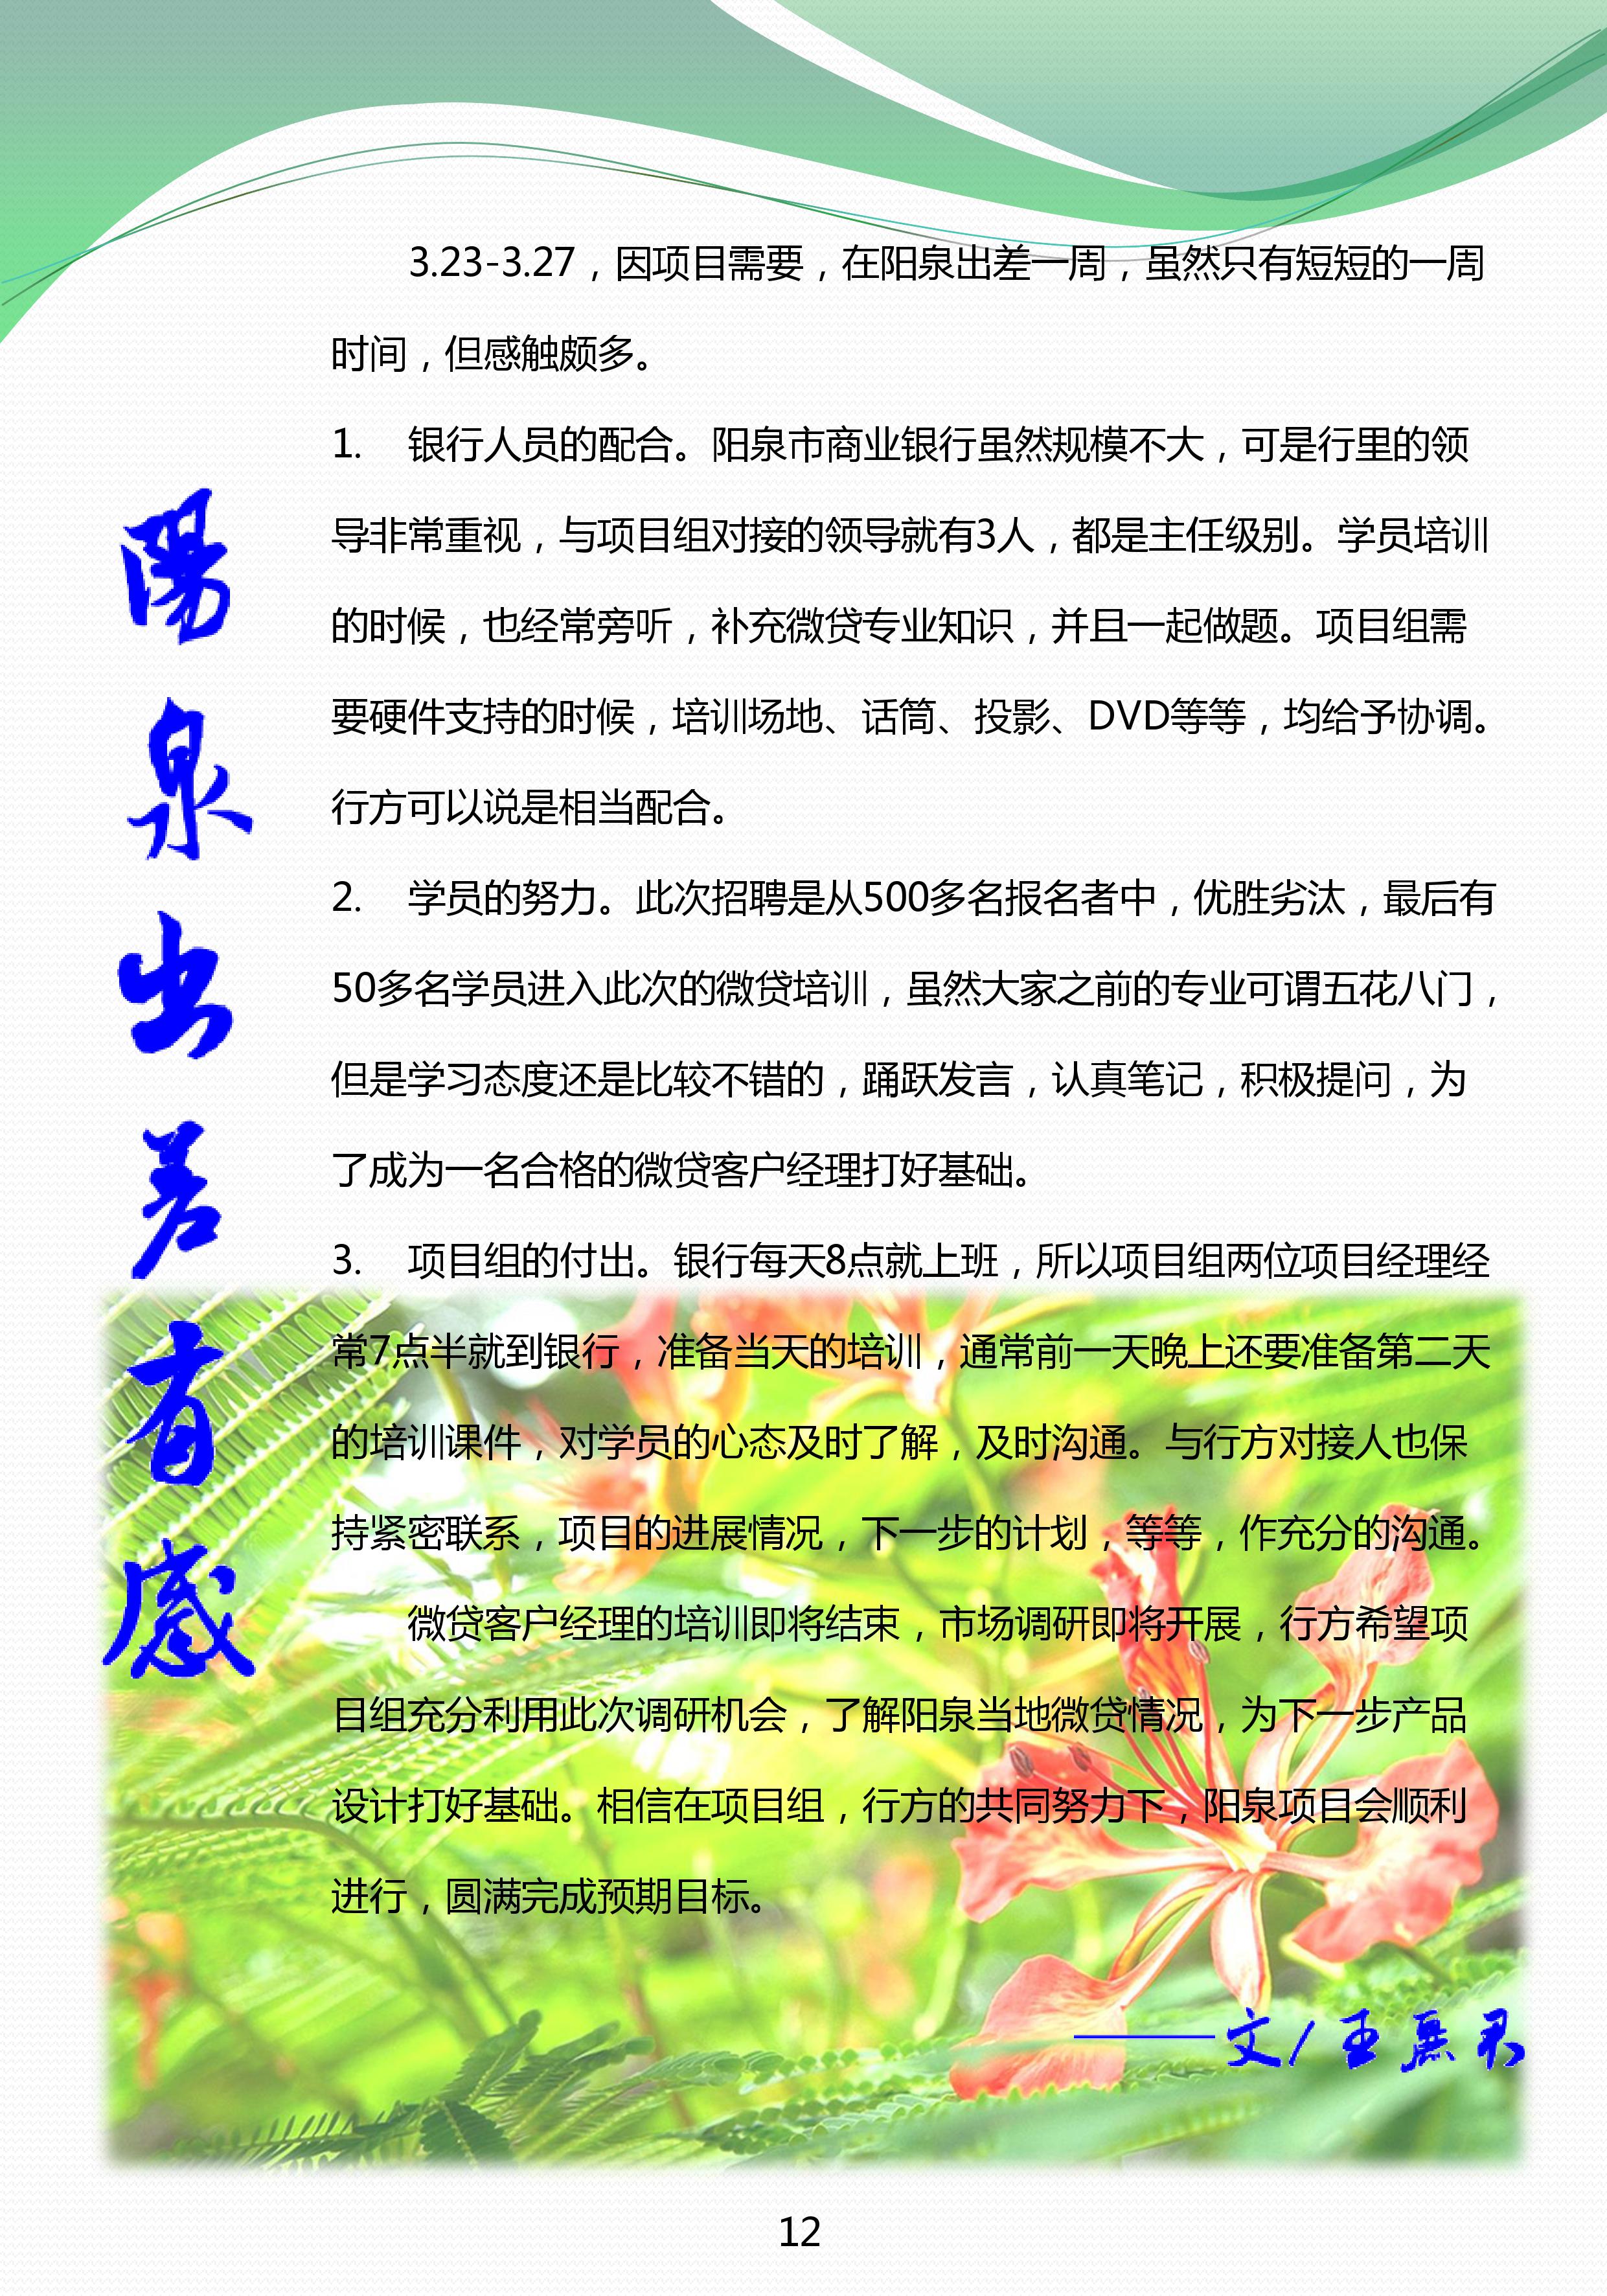 陽泉出差有感
3.23-3.27，因项目需要，在阳泉出差一周，虽然只有短短的一周
时间，但感触颇多。
1. 银行人员的配合。阳泉市商业银行虽然规模不大，可是行里的领
导非常重视，与项目组对接的领导就有3人，都是主任级别。学员培训
的时候，也经常旁听，补充微贷专业知识，并且一起做题。项目组需
要硬件支持的时候，培训场地、话筒、投影、DVD等等，均给予协调。
行方可以说是相当配合。
2. 学员的努力。此次招聘是从500多名报名者中，优胜劣汰，最后有
50多名学员进入此次的微贷培训，虽然大家之前的专业可谓五花八门，
但是学习态度还是比较不错的，踊跃发言，认真笔记，积极提问，为
了成为一名合格的微贷客户经理打好基础。
3. 项目组的付出。银行每天8点就上班，所以项目组两位项目经理经
常7点半就到银行，准备当天的培训，通常前一天晚上还要准备第二天
的培训课件，对学员的心态及时了解，及时沟通。与行方对接人也保
持紧密联系，项目的进展情况，下一步的计划，等等，作充分的沟通。
微贷客户经理的培训即将结束，市场调研即将开展，行方希望项
目组充分利用此次调研机会，了解阳泉当地微贷情况，为下一步产品
设计打好基础。相信在项目组，行方的共同努力下，阳泉项目会顺利
进行，圆满完成预期目标。
———文/王 君
12